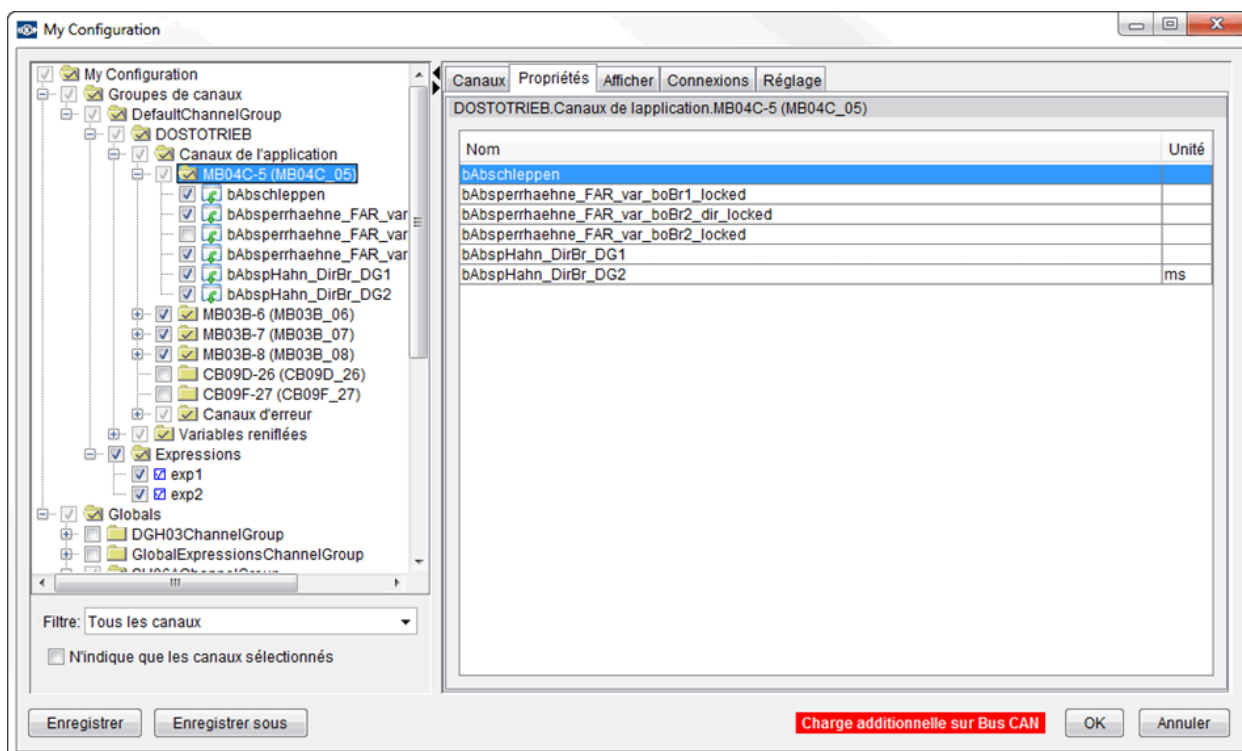 My Configuration
My Configuration
Groupes de canaux
DefaultChannelGroup
DOSTOTRIEB
Canaux de l'application
MB04C-5 (MB04C_05)
bAbschleppen
bAbsperrhaehne_FAR_var
bAbsperrhaehne_FAR_var
bAbsperrhaehne_FAR_var
bAbspHahn_DirBr_DG1
bAbspHahn_DirBr_DG2
MB03B-6 (MB03B_06)
MB03B-7 (MB03B_07)
MB03B-8 (MB03B_08)
CB09D-26 (CB09D_26)
CB09F-27 (CB09F_27)
Canaux d'erreur
Variables reniflées
Expressions
exp1
exp2
Globals
DGH03ChannelGroup
GlobalExpressionsChannelGroup
Filtre: Tous les canaux
N'indique que les canaux sélectionnés
Canaux Propriétés Afficher Connexions Réglage
DOSTOTRIEB.Canaux de lapplication.MB04C-5 (MB04C_05)
Nom Unité
bAbschleppen
bAbsperrhaehne_FAR_var_boBr1_locked
bAbsperrhaehne_FAR_var_boBr2_dir_locked
bAbsperrhaehne_FAR_var_boBr2_locked
bAbspHahn_DirBr_DG1
bAbspHahn_DirBr_DG2 ms
Enregistrer Enregistrer sous Charge additionnelle sur Bus CAN OK Annuler